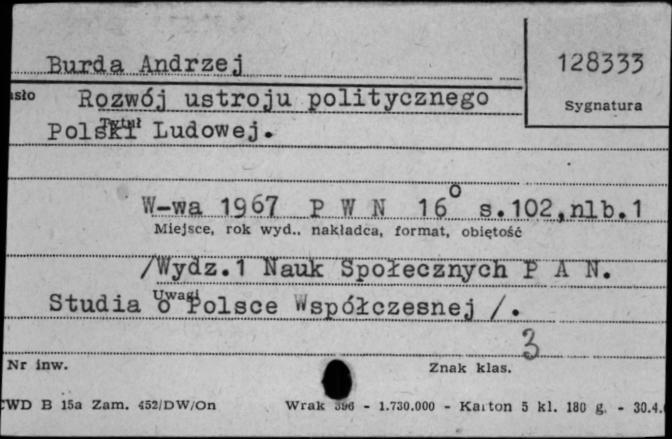 Burda Andrzej
128333
Sygnatura
Rozwój ustroju politycznego
Tytuł
Polski Ludowej.
W-wa 1967 P W N 16o s.102,nlb.1
Miejsce, rok wyd., nakładca, format, objętość
/Wydz.1 Nauk Społecznych P A N.
Uwagi
Studia o Polsce Współczesnej /.
3
Nr inw.
Znak klas.
CWD B 15a Zam. 452/DW/On Wrak 396 - 1.730.000 - Karton 5 kl. 180 g. - 30.4.